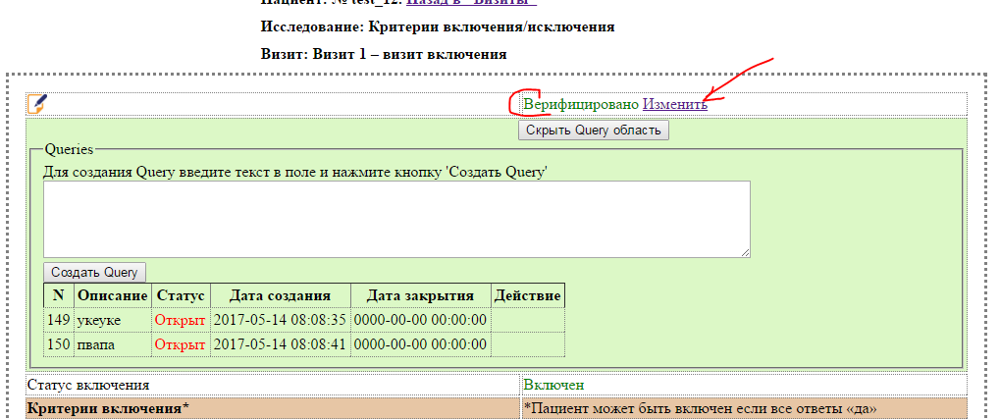 Пациент: № test_12. Назад в "Визиты"
Исследование: Критерии включения/исключения
Визит: Визит 1 – визит включения
Верифицировано Изменить
Скрыть Query область
Queries
Для создания Query введите текст в поле и нажмите кнопку 'Создать Query'
Создать Query
N Описание Статус Дата создания Дата закрытия Действие
149 укеуке Открыт 2017-05-14 08:08:35 0000-00-00 00:00:00
150 пвапа Открыт 2017-05-14 08:08:41 0000-00-00 00:00:00
Статус включения Включен
Критерии включения* *Пациент может быть включен если все ответы «да»